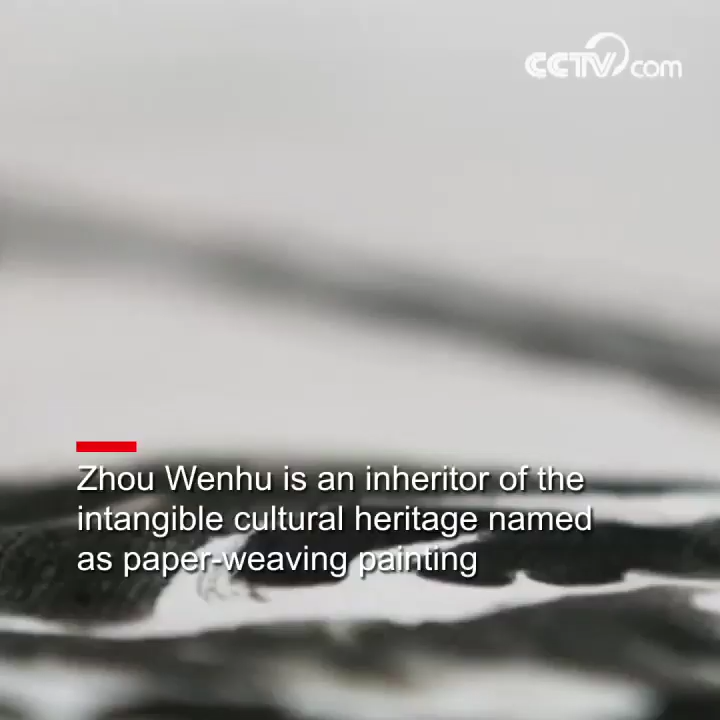 CCTV.com
Zhou Wenhu is an inheritor of the
intangible cultural heritage named
as paper-weaving painting